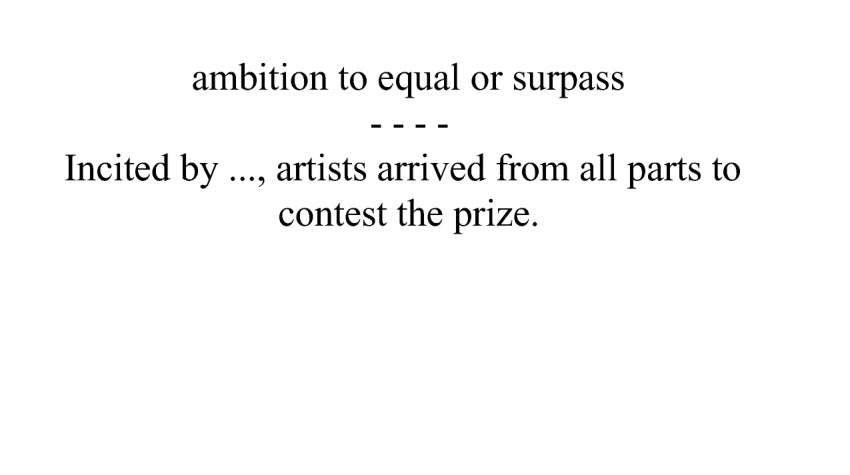 ambition to equal or surpass
- - - -
Incited by ..., artists arrived from all parts to
contest the prize.